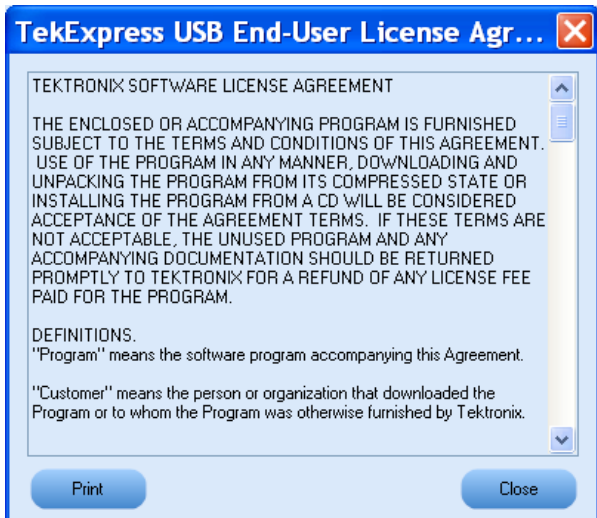 TekExpress USB End-User License Agr...
TEKTRONIX SOFTWARE LICENSE AGREEMENT
THE ENCLOSED OR ACCOMPANYING PROGRAM IS FURNISHED
SUBJECT TO THE TERMS AND CONDITIONS OF THIS AGREEMENT.
USE OF THE PROGRAM IN ANY MANNER, DOWNLOADING AND
UNPACKING THE PROGRAM FROM ITS COMPRESSED STATE OR
INSTALLING THE PROGRAM FROM A CD WILL BE CONSIDERED
ACCEPTANCE OF THE AGREEMENT TERMS.  IF THESE TERMS ARE
NOT ACCEPTABLE, THE UNUSED PROGRAM AND ANY
ACCOMPANYING DOCUMENTATION SHOULD BE RETURNED
PROMPTLY TO TEKTRONIX FOR A REFUND OF ANY LICENSE FEE
PAID FOR THE PROGRAM.
DEFINITIONS.
"Program" means the software program accompanying this Agreement.
"Customer" means the person or organization that downloaded the
Program or to whom the Program was otherwise furnished by Tektronix.
Print
Close